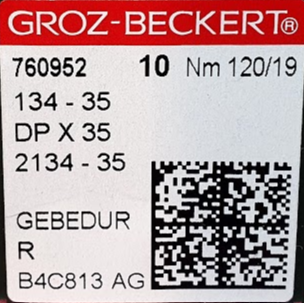 GROZ-BECKERT®
760952 10 Nm 120/19
134 - 35
DP X 35
2134 - 35
GEBEDUR
R
B4C813 AG